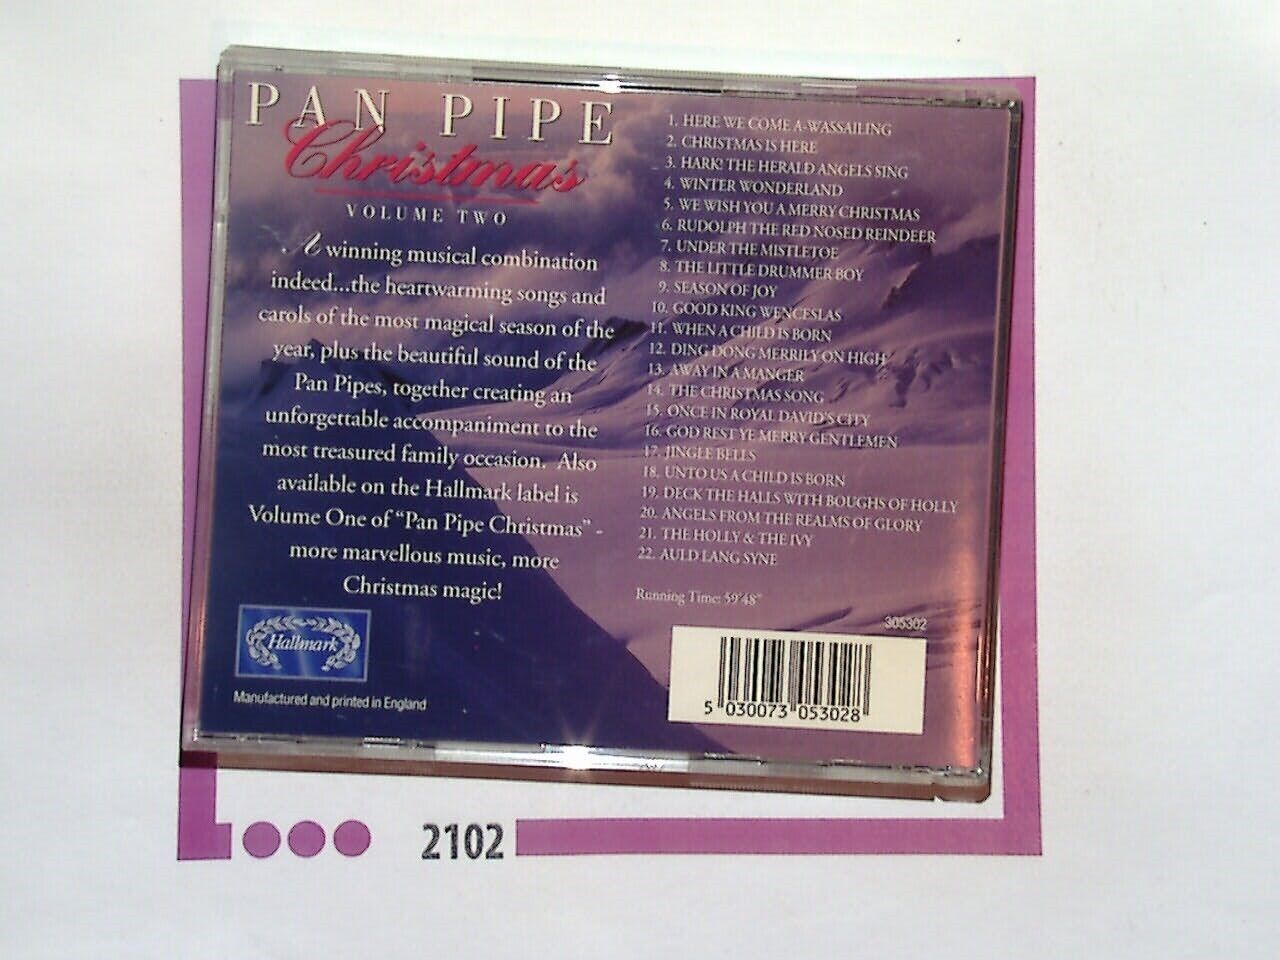 PAN PIPE
Christmas
VOLUME TWO
A winning musical combination
indeed...the heartwarming songs and
carols of the most magical season of the
year, plus the beautiful sound of the
Pan Pipes, together creating an
unforgettable accompaniment to the
most treasured family occasion. Also
available on the Hallmark label is
Volume One of "Pan Pipe Christmas" -
more marvellous music, more
Christmas magic!
Hallmark
Manufactured and printed in England
1. HERE WE COME A-WASSAILING
2. CHRISTMAS IS HERE
3. HARK! THE HERALD ANGELS SING
4. WINTER WONDERLAND
5. WE WISH YOU A MERRY CHRISTMAS
6. RUDOLPH THE RED NOSED REINDEER
7. UNDER THE MISTLETOE
8. THE LITTLE DRUMMER BOY
9. SEASON OF JOY
10. GOOD KING WENCESLAS
11. WHEN A CHILD IS BORN
12. DING DONG MERRILY ON HIGH
13. AWAY IN A MANGER
14. THE CHRISTMAS SONG
15. ONCE IN ROYAL DAVID'S CITY
16. GOD REST YE MERRY GENTLEMEN
17. JINGLE BELLS
18. UNTO US A CHILD IS BORN
19. DECK THE HALLS WITH BOUGHS OF HOLLY
20. ANGELS FROM THE REALMS OF GLORY
21. THE HOLLY & THE IVY
22. AULD LANG SYNE
Running Time: 59'48"
305302
5 030073 053028
2102